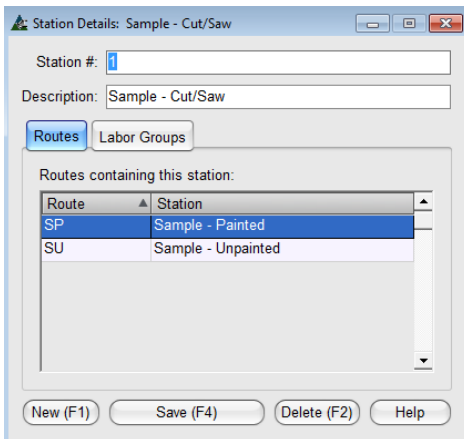 Station Details: Sample - Cut/Saw
Station #: 1
Description: Sample - Cut/Saw
Routes Labor Groups
Routes containing this station:
Route Station
SP Sample - Painted
SU Sample - Unpainted
New (F1) Save (F4) Delete (F2) Help